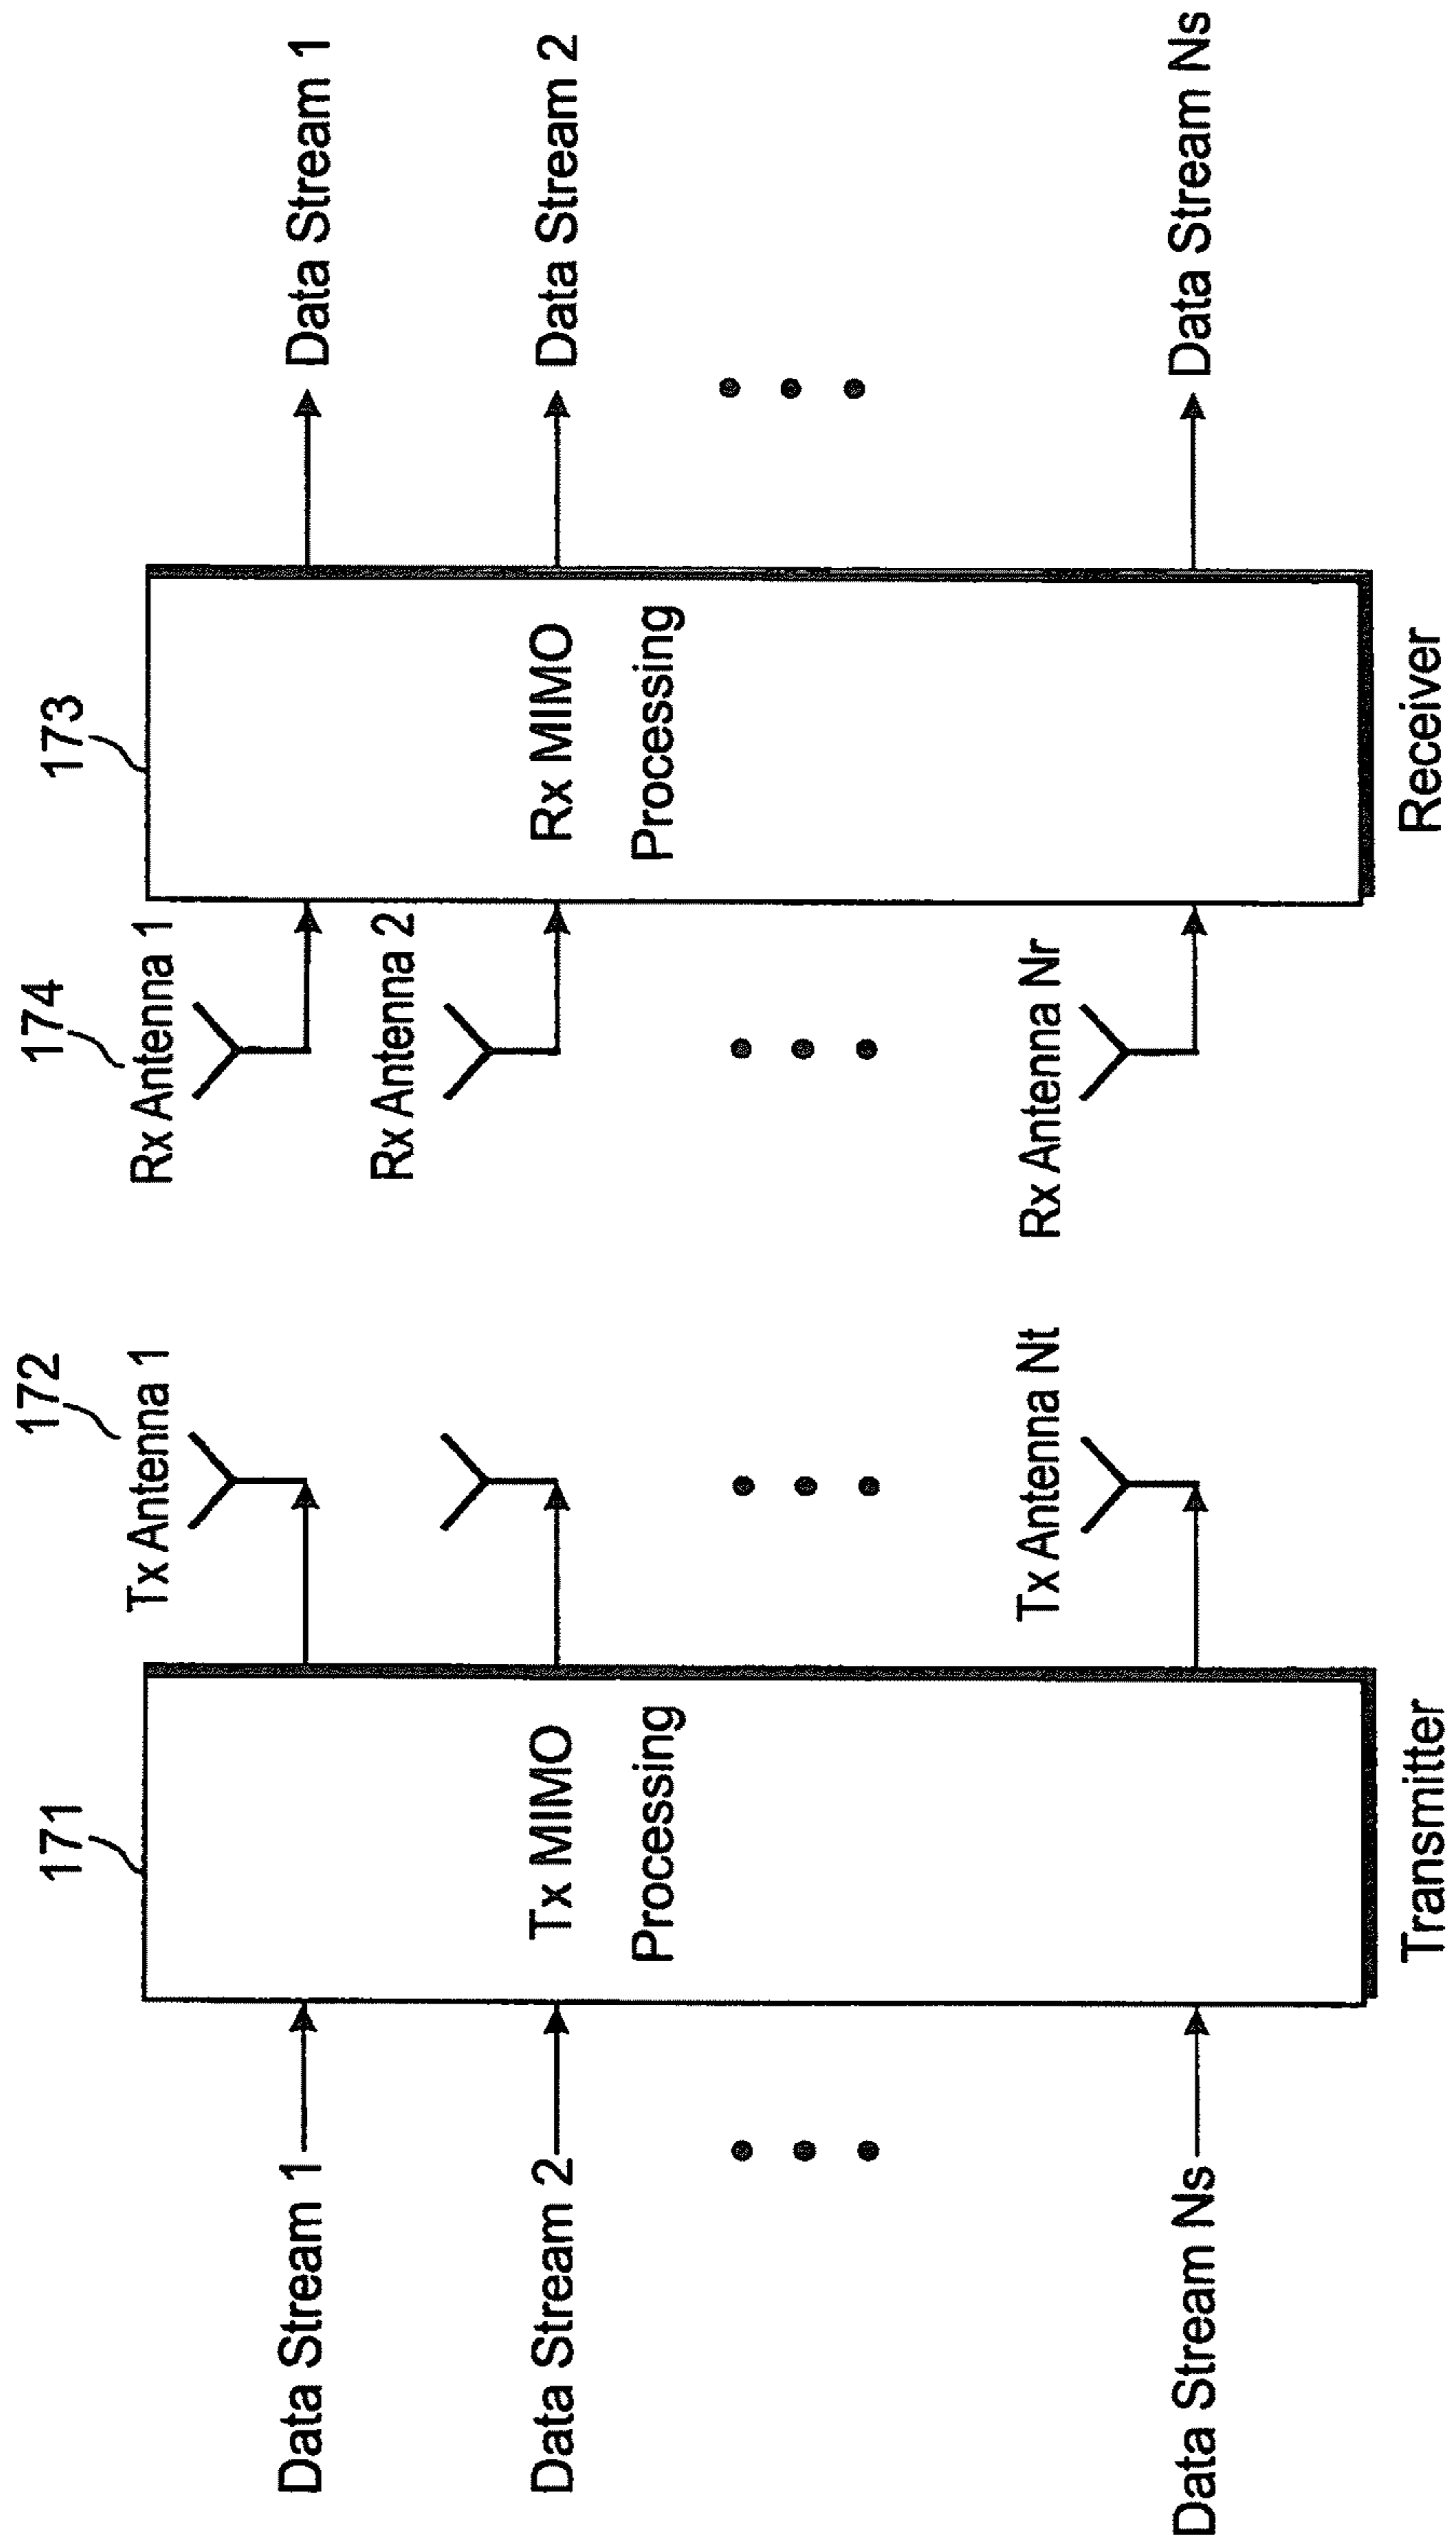 171
172
174
173
Tx Antenna 1
Rx Antenna 1
Data Stream 1
Data Stream 1
Rx Antenna 2
Data Stream 2
Tx MIMO
Processing
Rx MIMO
Processing
Data Stream 2
Tx Antenna Nt
Rx Antenna Nr
Data Stream Ns
Data Stream Ns
Transmitter
Receiver